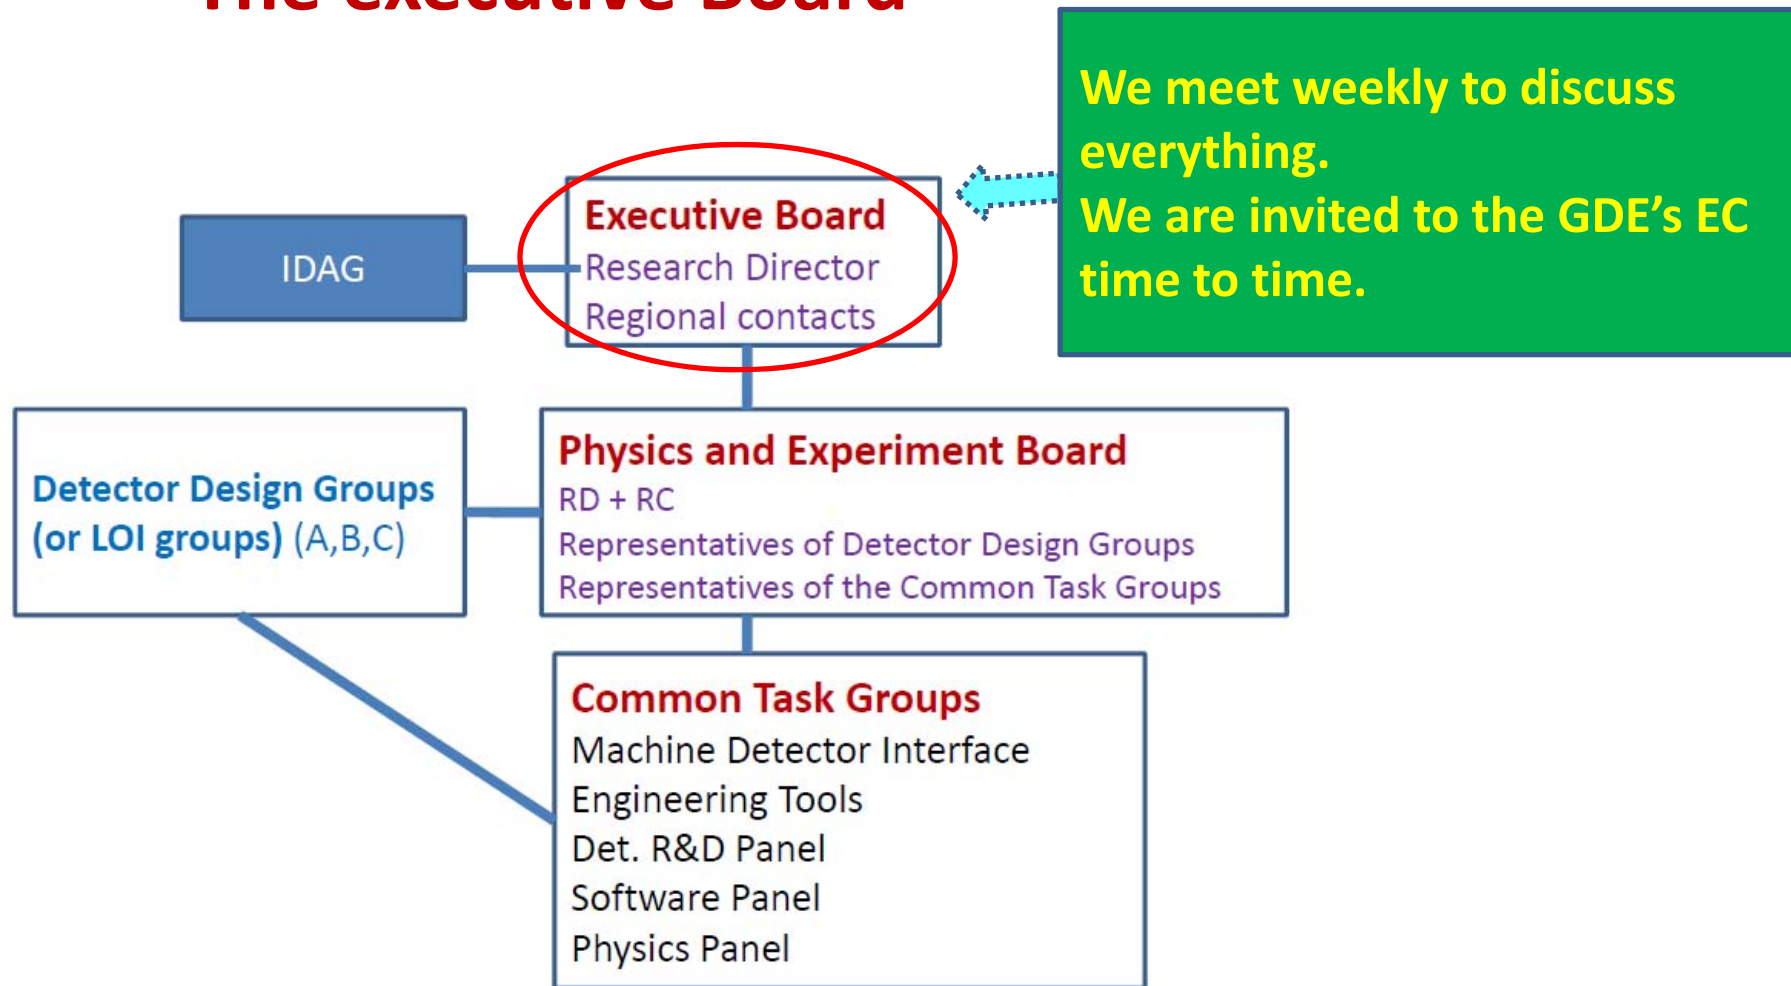 The executive Board
We meet weekly to discuss
everything.
We are invited to the GDE’s EC
time to time.
IDAG
Executive Board
Research Director
Regional contacts
Detector Design Groups
(or LOI groups) (A,B,C)
Physics and Experiment Board
RD + RC
Representatives of Detector Design Groups
Representatives of the Common Task Groups
Common Task Groups
Machine Detector Interface
Engineering Tools
Det. R&D Panel
Software Panel
Physics Panel